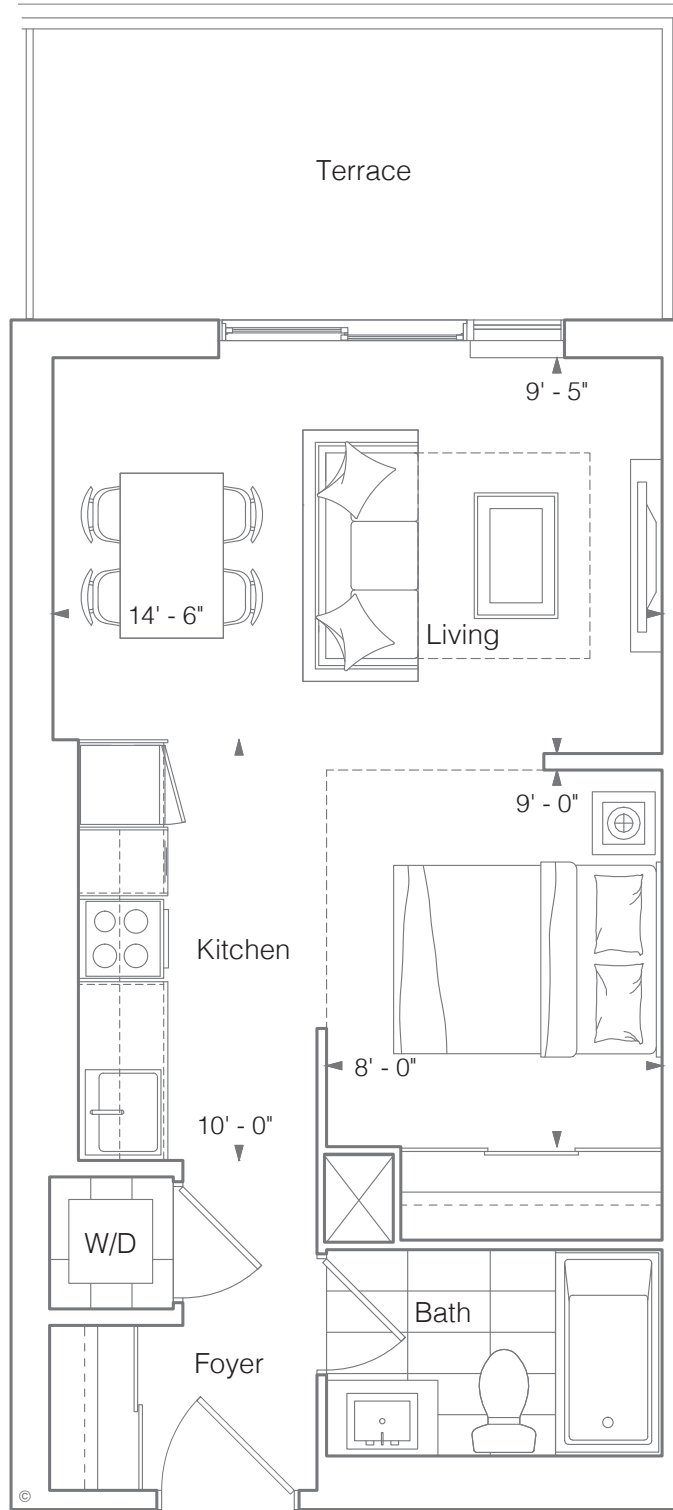 Terrace
9' - 5"
14' - 6"
Living
9' - 0"
Kitchen
8' - 0"
10' - 0"
W/D
Bath
Foyer
©